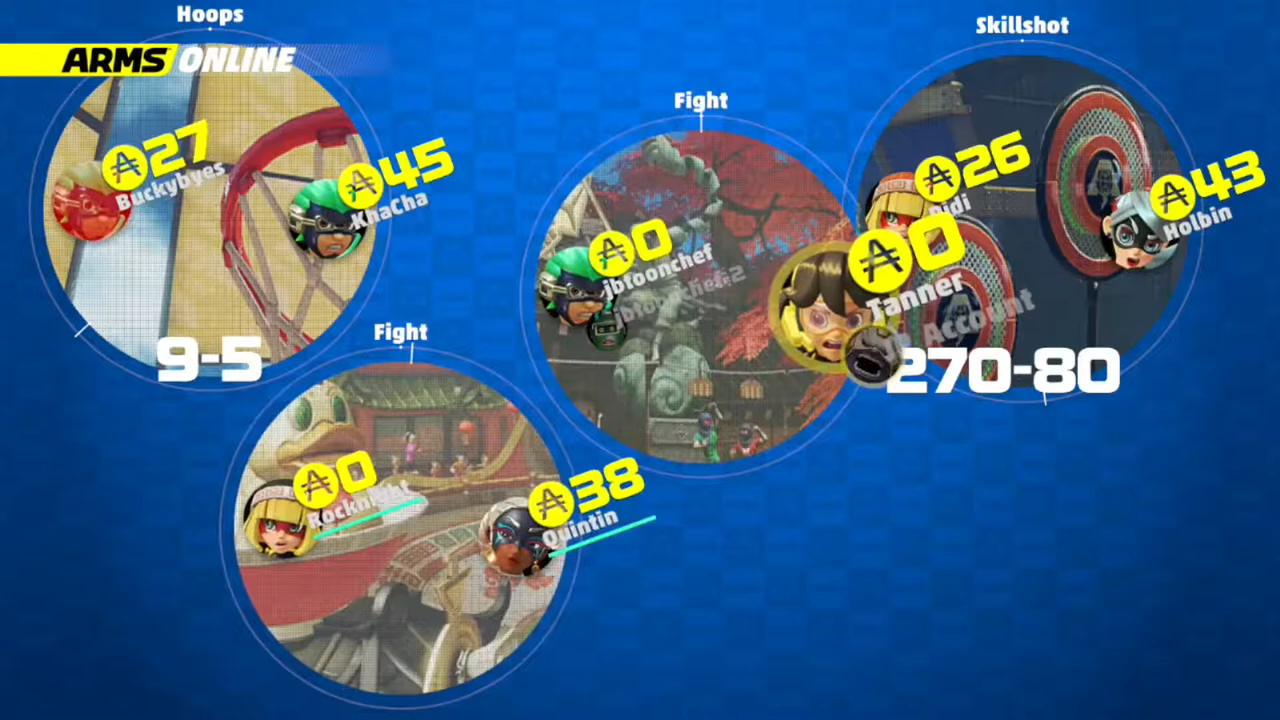 Hoops
ARMS ONLINE
27
Buckybyes
45
KhaCha
9-5
Fight
0
38
Quintin
Fight
0
jbtoonchef
0
Tanner
Account
Skillshot
26
43
Holbin
270-80